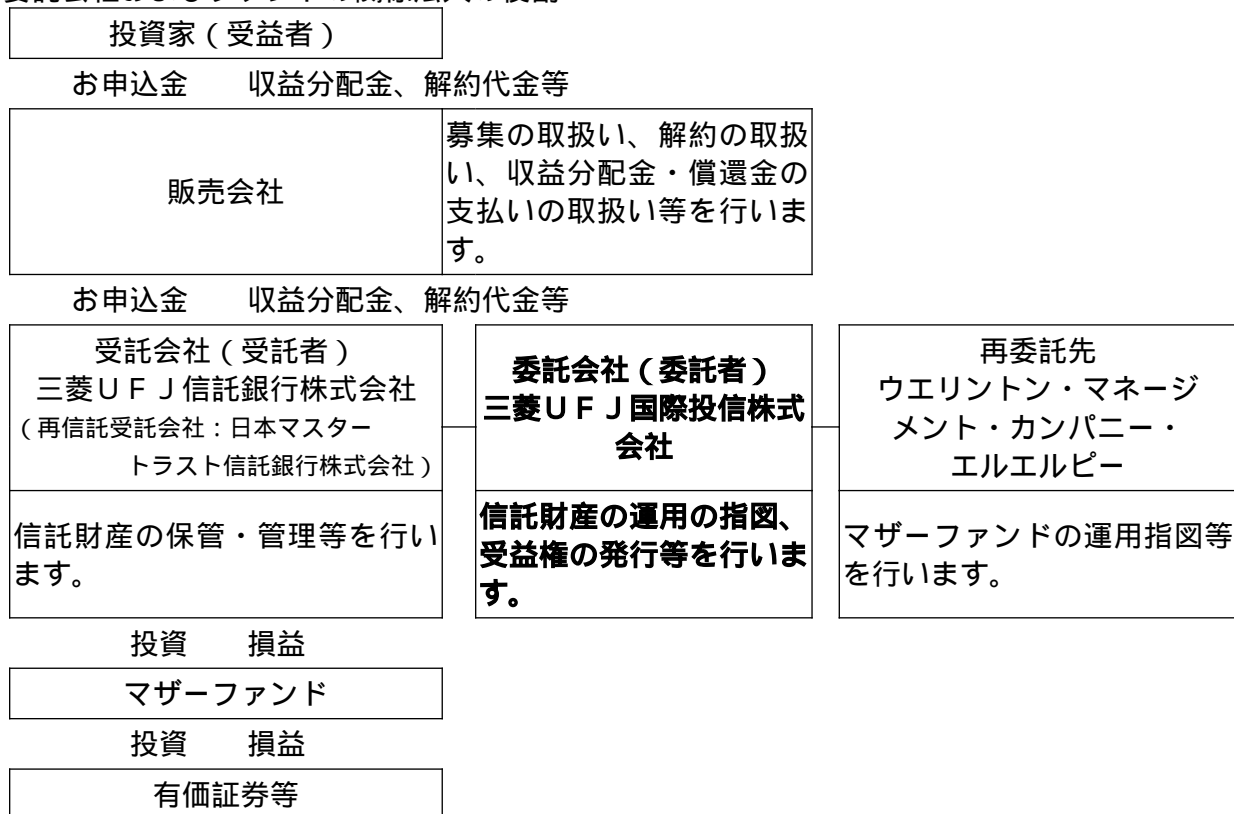 投資家(受益者)
お申込金 収益分配金、解約代金等
販売会社
募集の取扱い、解約の取扱
い、収益分配金・償還金の
支払いの取扱い等を行いま
す。
お申込金 収益分配金、解約代金等
受託会社(受託者)
三菱UFJ信託銀行株式会社
(再信託受託会社:日本マスター
トラスト信託銀行株式会社)
信託財産の保管・管理等を行い
ます。
委託会社(委託者)
三菱UFJ国際投信株式
会社
信託財産の運用の指図、
受益権の発行等を行いま
す。
再委託先
ウエリントン・マネージ
メント・カンパニー・
エルエルピー
マザーファンドの運用指図等
を行います。
投資 損益
マザーファンド
投資 損益
有価証券等